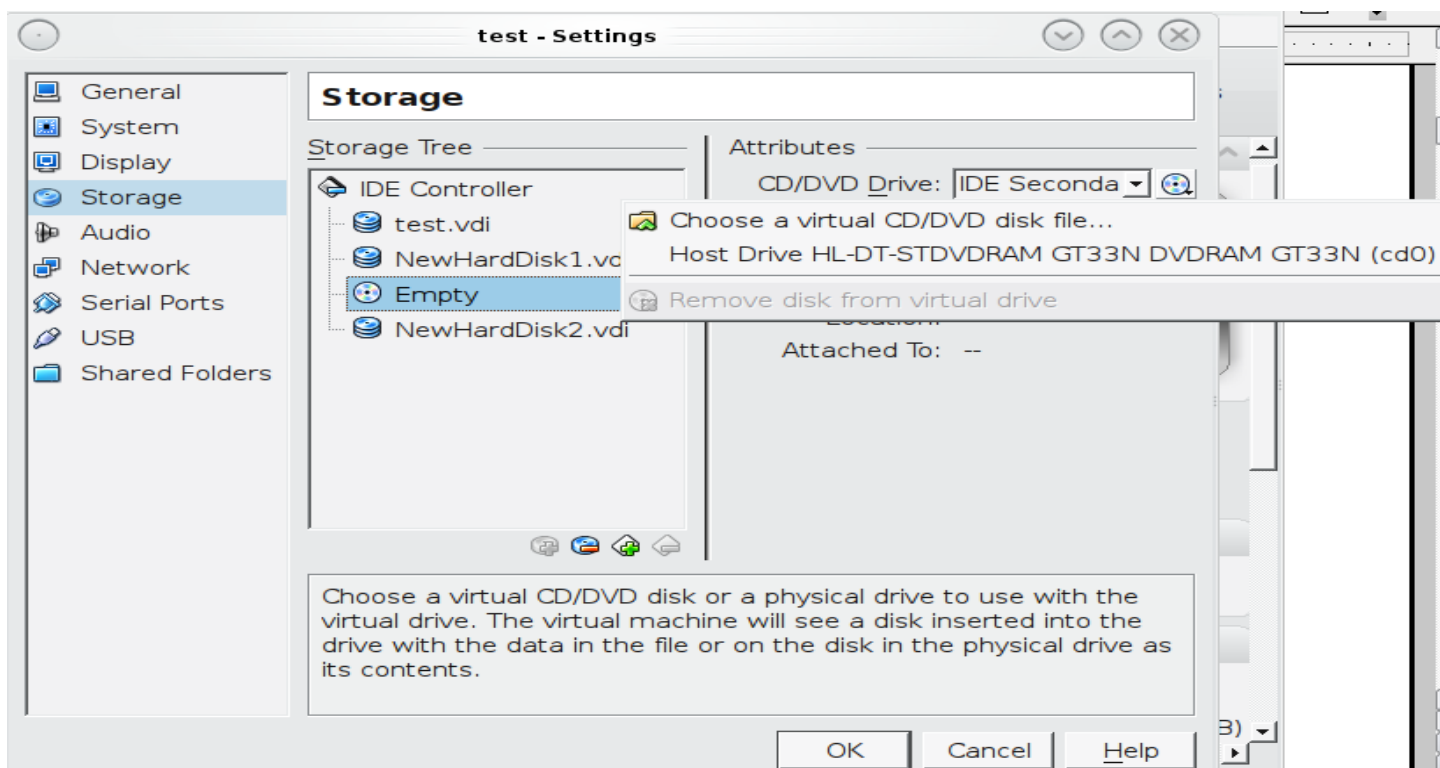 test - Settings
General
System
Display
Storage
Audio
Network
Serial Ports
USB
Shared Folders
Storage
Storage Tree
IDE Controller
test.vdi
NewHardDisk1.vd
Empty
NewHardDisk2.vdi
Attributes
CD/DVD Drive: IDE Seconda
Choose a virtual CD/DVD disk file...
Host Drive HL-DT-STDVDRAM GT33N DVDRAM GT33N (cd0)
Remove disk from virtual drive
Attached To: --
Choose a virtual CD/DVD disk or a physical drive to use with the
virtual drive. The virtual machine will see a disk inserted into the
drive with the data in the file or on the disk in the physical drive as
its contents.
OK Cancel Help
B)